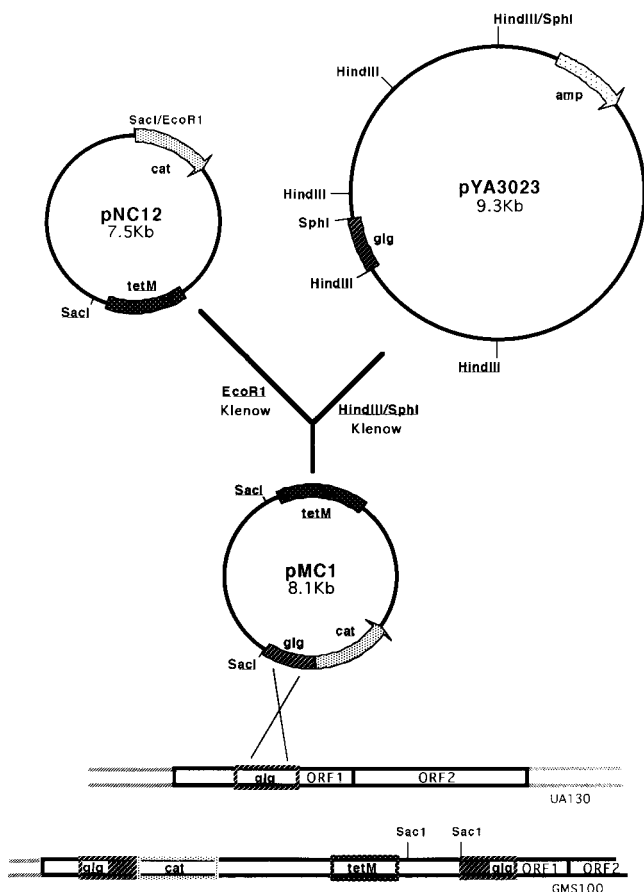 HindIII/SphI
HindIII
amp
SacI/EcoR1
cat
pNC12
7.5Kb
tetM
SacI
HindIII
pYA3023
9.3Kb
SphI
glg
HindIII
HindIII
EcoR1
Klenow
HindIII/SphI
Klenow
SacI
tetM
pMC1
8.1Kb
glg
cat
SacI
glg
ORF1
ORF2
UA130
Sac1
Sac1
glg
cat
tetM
glg
ORF1
ORF2
GMS100